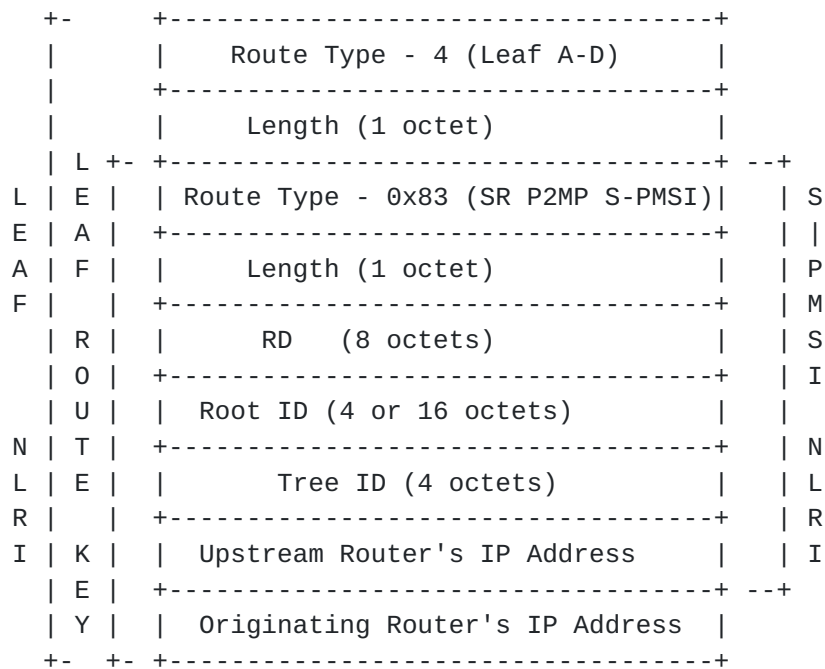 +-      +-----------------------------------+
|       |    Route Type - 4 (Leaf A-D)      |
|       +-----------------------------------+
|       |     Length (1 octet)              |
| L +-  +-----------------------------------+ --+
L | E |  | Route Type - 0x83 (SR P2MP S-PMSI)|   | S
E | A |  +-----------------------------------+   | |
A | F |  |     Length (1 octet)              |   | P
F |   |  +-----------------------------------+   | M
| R |  |      RD   (8 octets)              |   | S
| O |  +-----------------------------------+   | I
| U |  |  Root ID (4 or 16 octets)         |   |
N | T |  +-----------------------------------+   | N
L | E |  |       Tree ID (4 octets)          |   | L
R |   |  +-----------------------------------+   | R
I | K |  |  Upstream Router's IP Address     |   | I
| E |  +-----------------------------------+ --+
| Y |  |  Originating Router's IP Address  |
+-  +- +-----------------------------------+